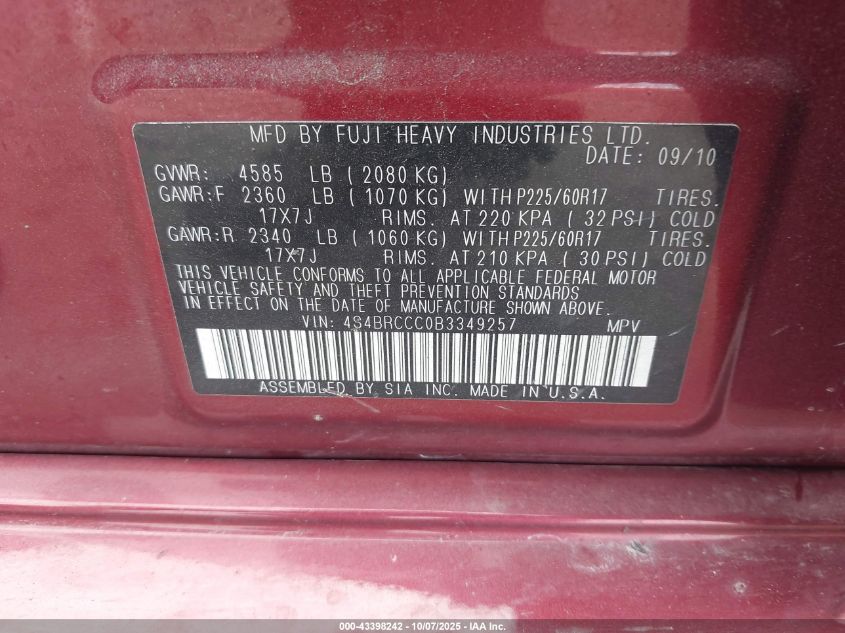 MFD BY FUJI HEAVY INDUSTRIES LTD.
DATE: 09/10
GVWR: 4585 LB (2080 KG)
GAWR:F 2360 LB (1070 KG) WITH P225/60R17 TIRES.
17X7J RIMS. AT 220 KPA (32 PSI) COLD
GAWR:R 2340 LB (1060 KG) WITH P225/60R17 TIRES.
17X7J RIMS. AT 210 KPA (30 PSI) COLD
THIS VEHICLE CONFORMS TO ALL APPLICABLE FEDERAL MOTOR
VEHICLE SAFETY AND THEFT PREVENTION STANDARDS
IN EFFECT ON THE DATE OF MANUFACTURE SHOWN ABOVE.
VIN: 4S4BRCCC0B3349257 MPV
ASSEMBLED BY SIA INC. MADE IN U.S.A.
000-43398242 - 10/07/2025 - IAA Inc.